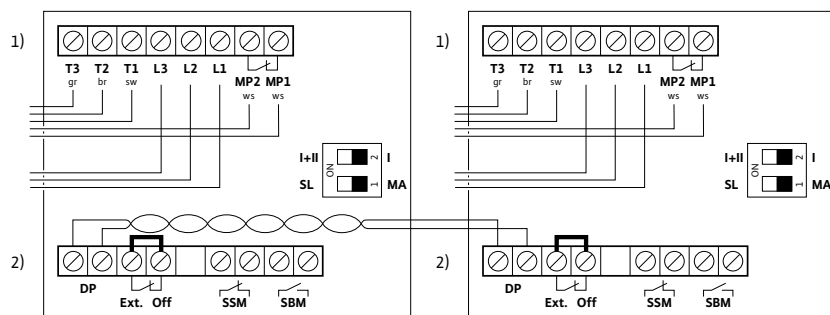 1)
T3 T2 T1 L3 L2 L1 MP2 MP1
gr br sw ws ws
I+II ON 2 I
SL 1 MA
2)
DP
Ext. Off SSM SBM
1)
T3 T2 T1 L3 L2 L1 MP2 MP1
gr br sw ws ws
I+II ON 2 I
SL 1 MA
2)
DP
Ext. Off SSM SBM